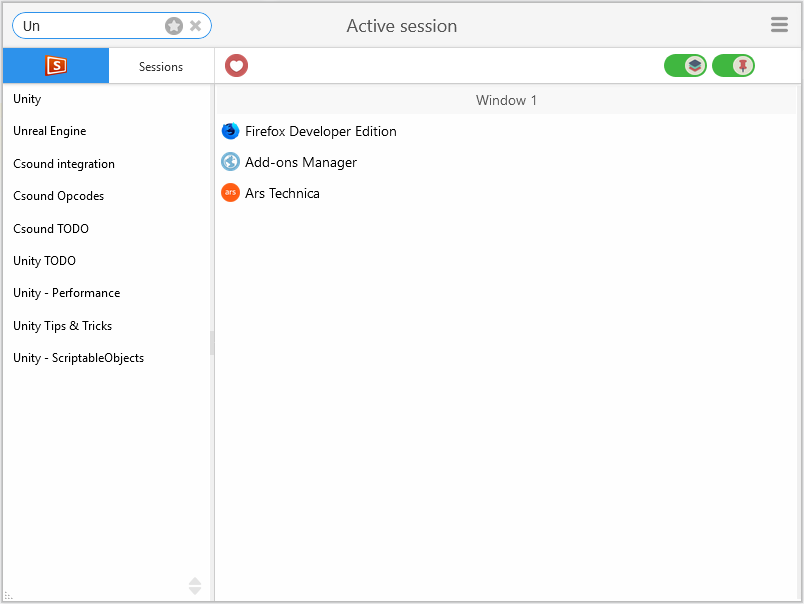 Un
Active session
S
Sessions
Unity
Unreal Engine
Csound integration
Csound Opcodes
Csound TODO
Unity TODO
Unity - Performance
Unity Tips & Tricks
Unity - ScriptableObjects
Window 1
Firefox Developer Edition
Add-ons Manager
ars
Ars Technica